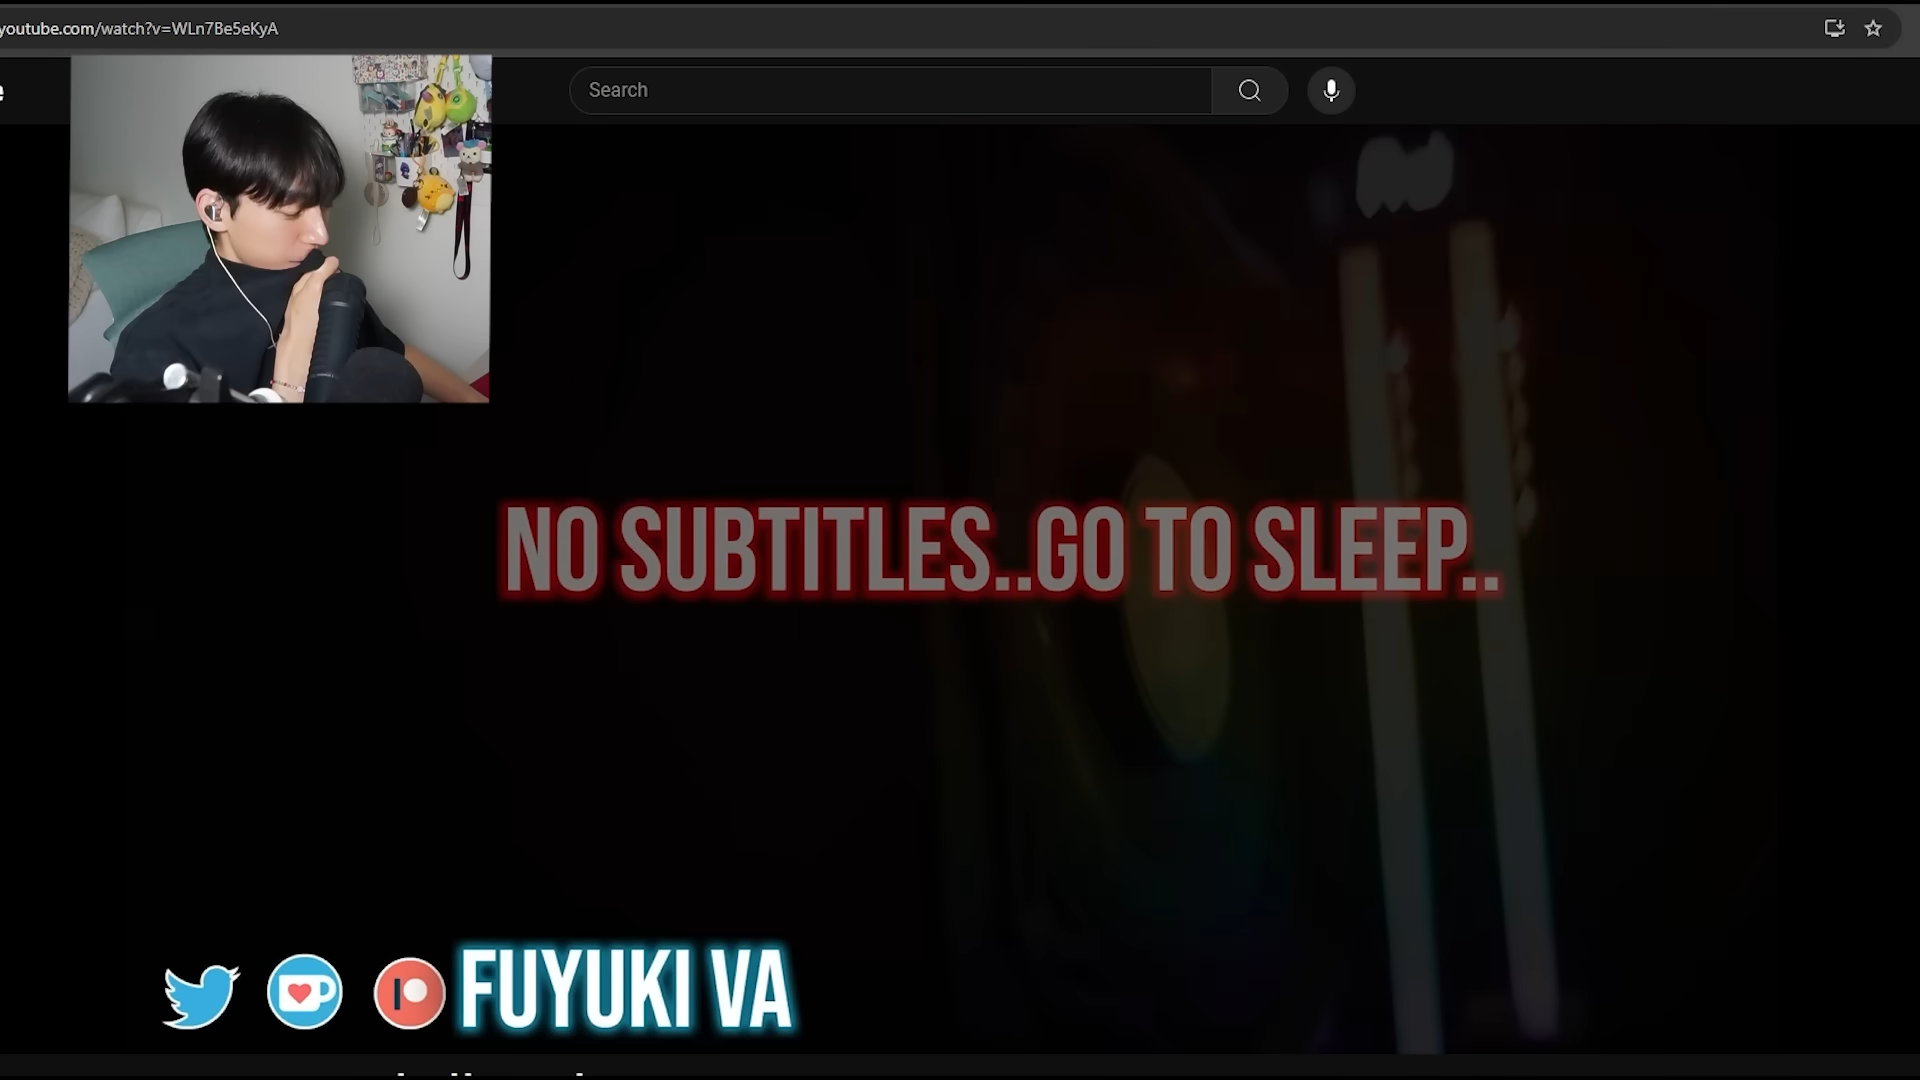 youtube.com/watch?v=WLn7Be5eKyA
Search
NO SUBTITLES..GO TO SLEEP..
FUYUKI VA